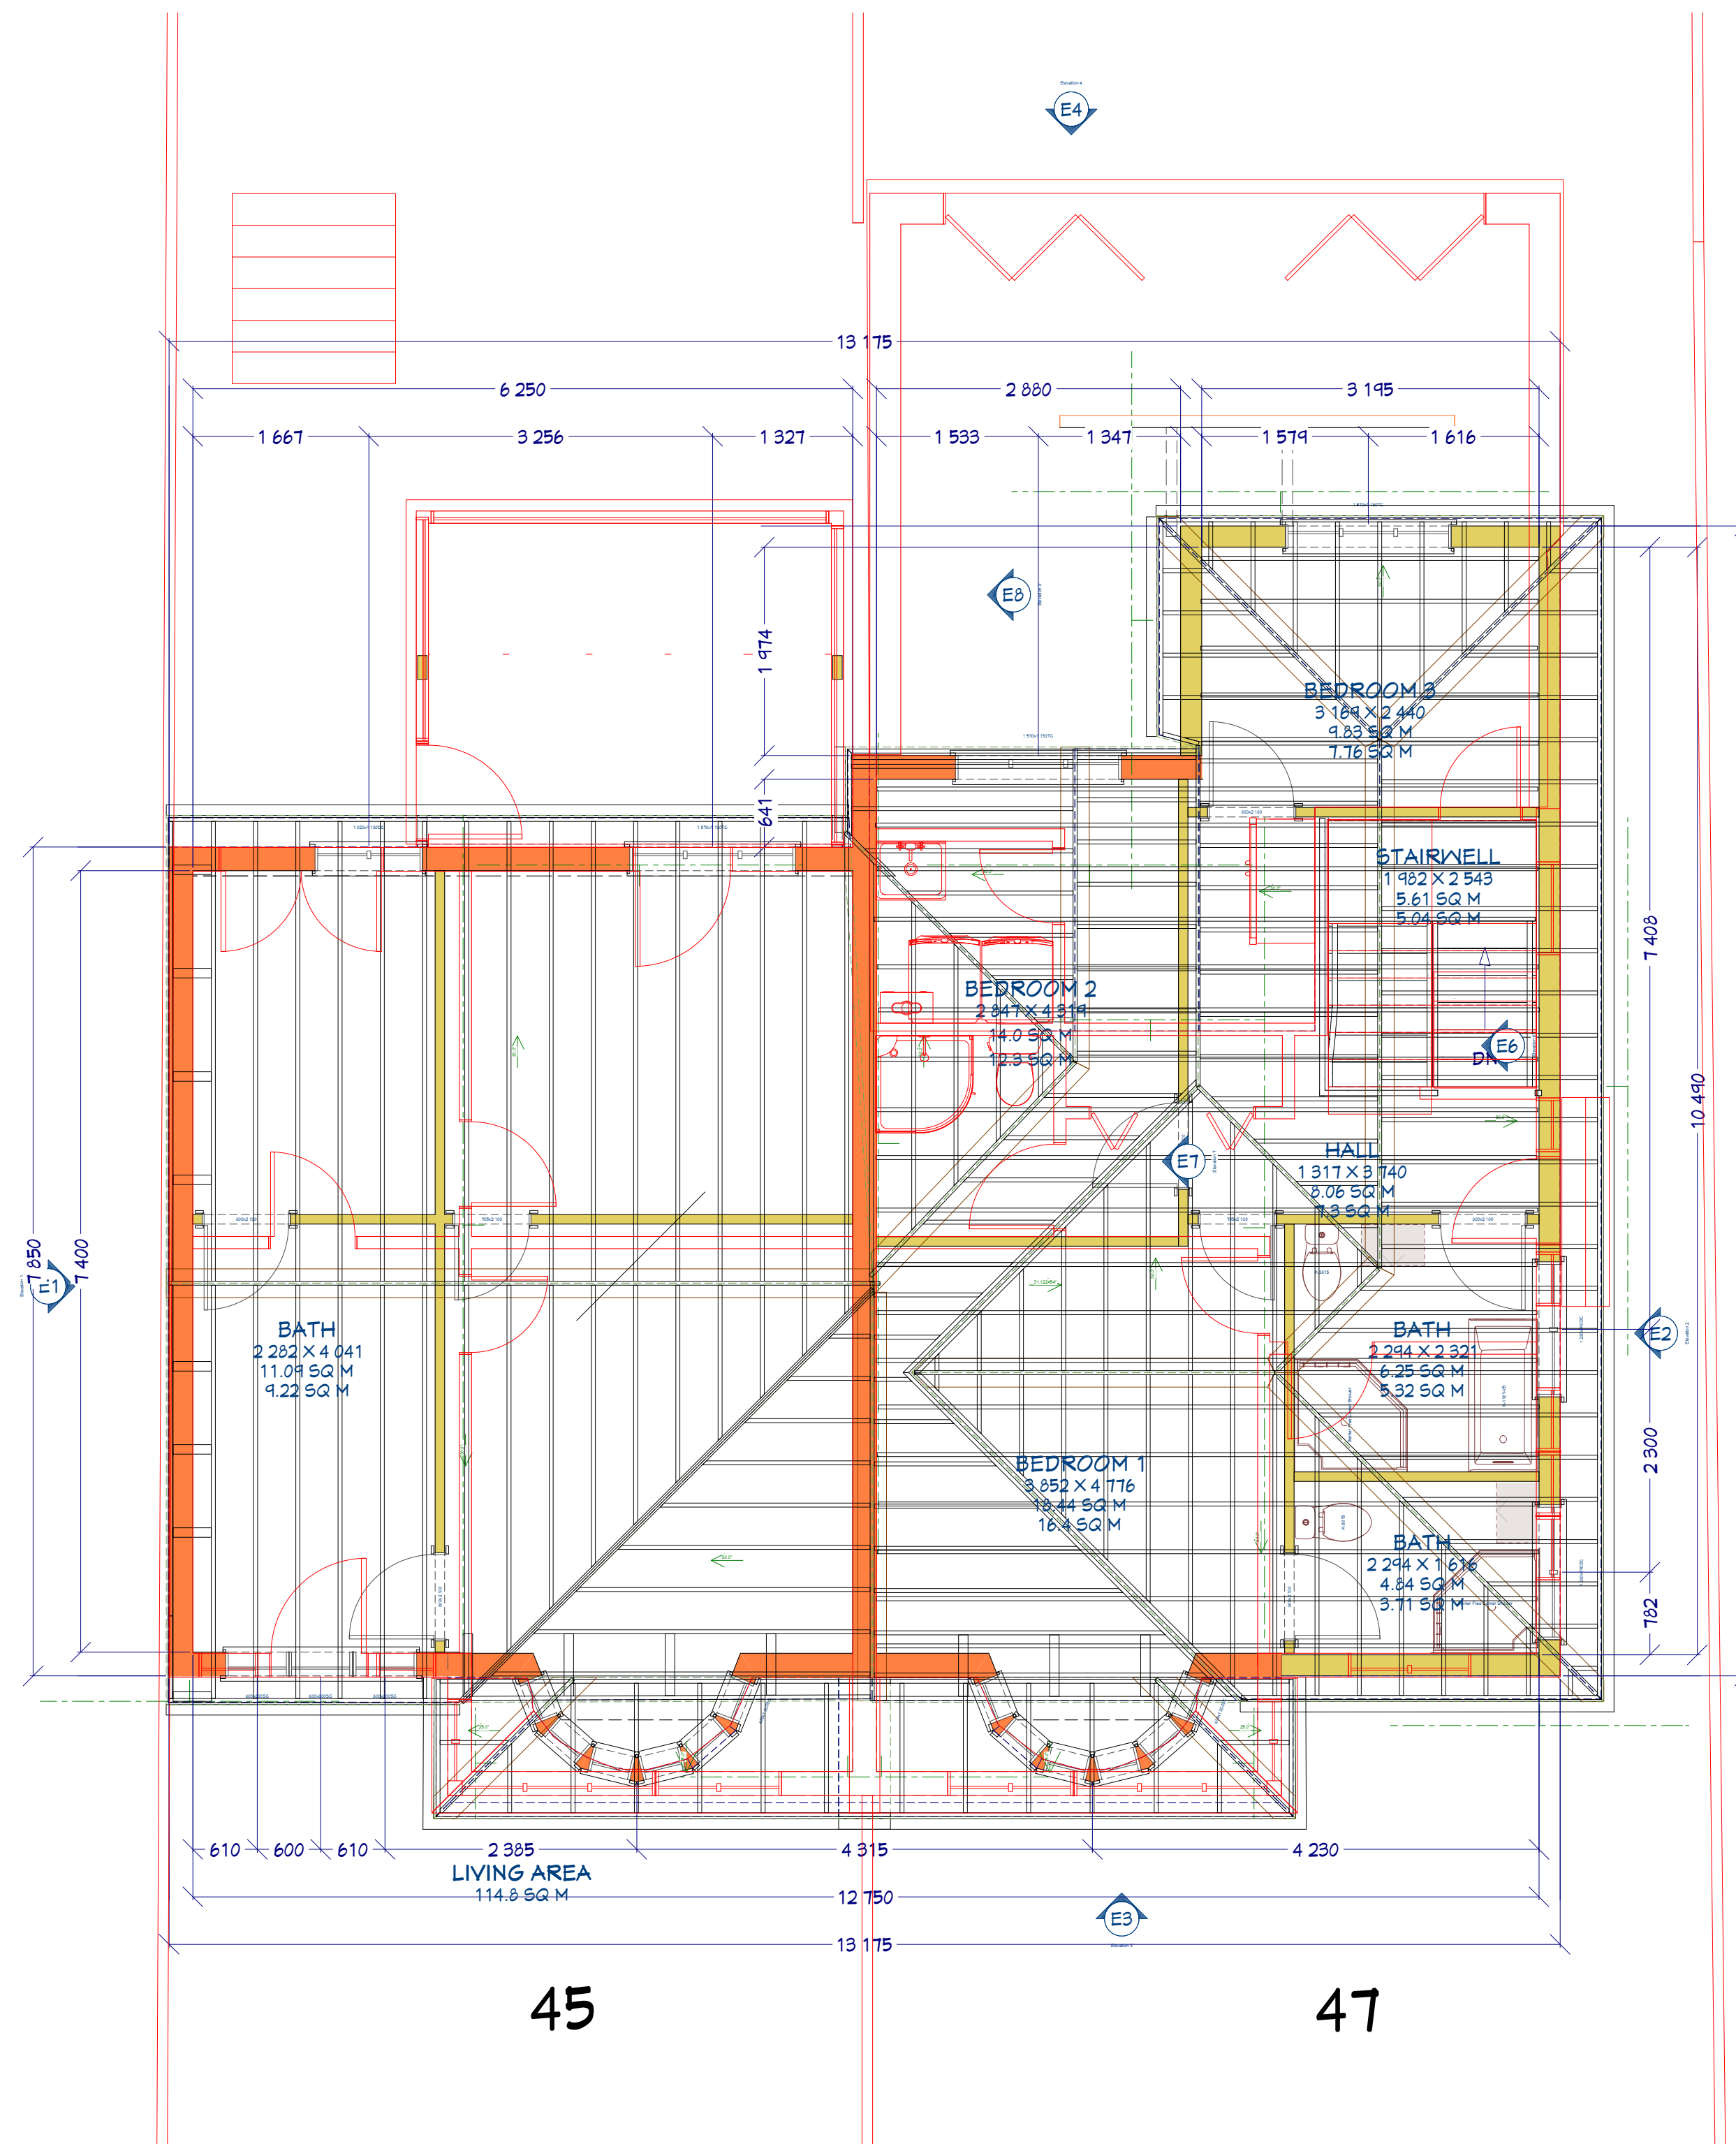 Elevation 4
E4
13 175
6 250
2 880
3 195
1 667
3 256
1 327
1 533
1 347
1 579
1 616
E8
1 974
641
BEDROOM 3
3 169 X 2 440
9.83 SQ M
7.76 SQ M
STAIRWELL
1 982 X 2 543
5.61 SQ M
5.04 SQ M
7 408
BEDROOM 2
2 847 X 4 319
14.0 SQ M
12.3 SQ M
E6
DN
10 490
E7
HALL
1 317 X 3 740
8.06 SQ M
7.3 SQ M
7 850
7 400
E1
BATH
2 282 X 4 041
11.09 SQ M
9.22 SQ M
BATH
2 294 X 2 321
6.25 SQ M
5.32 SQ M
E2
2 300
BEDROOM 1
3 852 X 4 776
18.44 SQ M
16.4 SQ M
BATH
2 294 X 1 616
4.84 SQ M
3.71 SQ M
782
610
600
610
2 385
4 315
4 230
LIVING AREA
114.8 SQ M
12 750
E3
Elevation 3
13 175
45
47